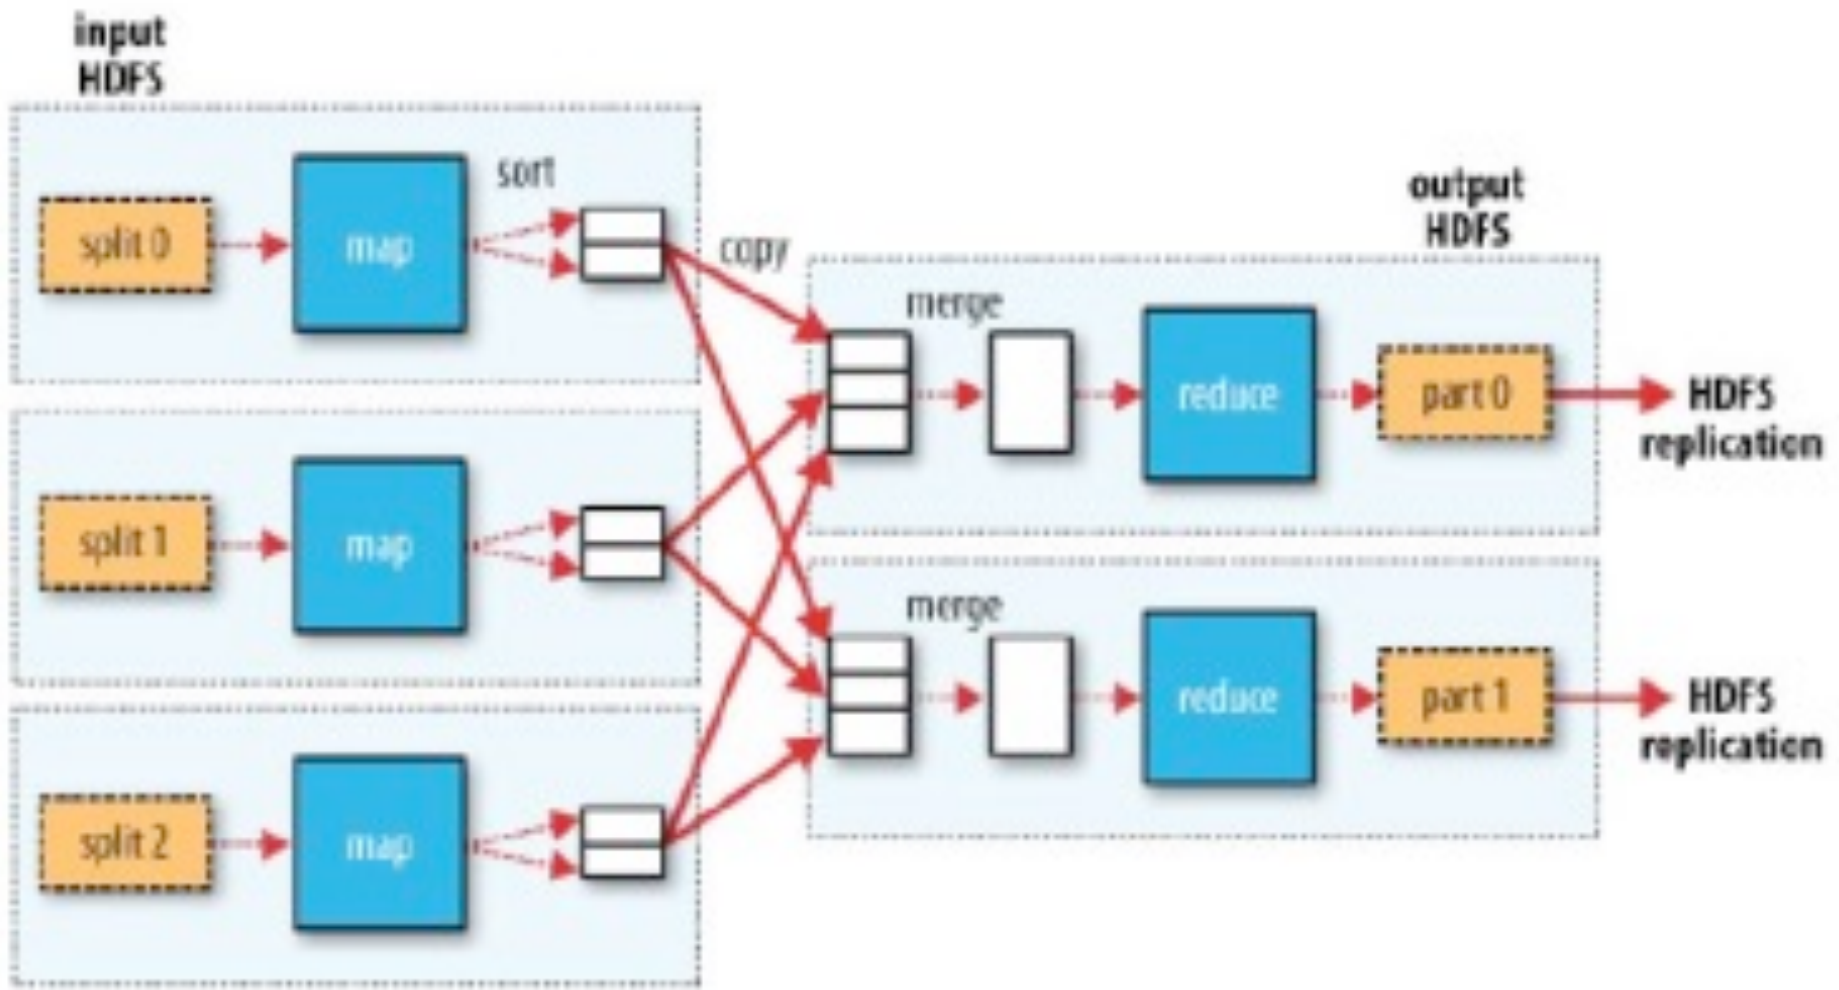 input
HDFS
split 0
map
sort
copy
split 1
map
split 2
map
output
HDFS
merge
reduce
part 0
HDFS
replication
merge
reduce
part 1
HDFS
replication